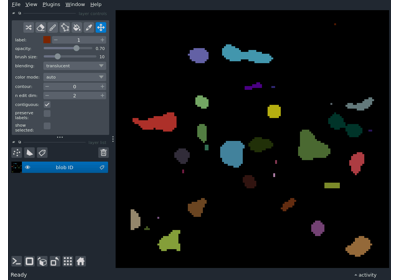 File View Plugins Window Help
label: 1
opacity: 0.70
brush size: 10
blending: translucent
color mode: auto
contour: 0
n edit dim: 2
contiguous:
preserve
labels:
show
selected:
blob ID
Ready
activity